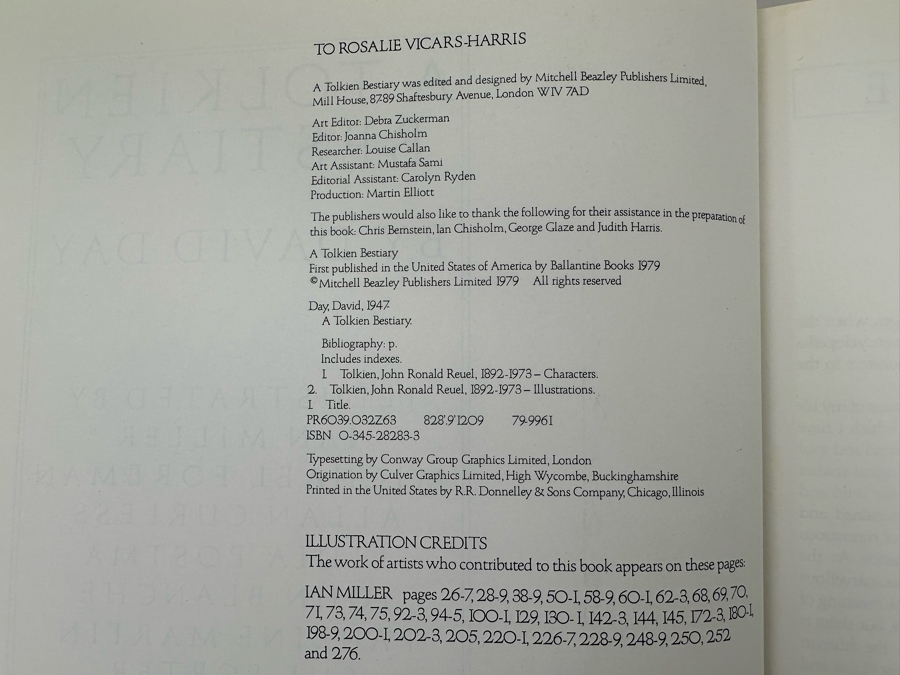 TO ROSALIE VICARS-HARRIS
A Tolkien Bestiary was edited and designed by Mitchell Beazley Publishers Limited,
Mill House, 87-89 Shaftesbury Avenue, London W1V 7AD
Art Editor: Debra Zuckerman
Editor: Joanna Chisholm
Researcher: Louise Callan
Art Assistant: Mustafa Sami
Editorial Assistant: Carolyn Ryden
Production: Martin Elliott
The publishers would also like to thank the following for their assistance in the preparation of
this book: Chris Bernstein, Ian Chisholm, George Glaze and Judith Harris.
A Tolkien Bestiary
First published in the United States of America by Ballantine Books 1979
© Mitchell Beazley Publishers Limited 1979 All rights reserved
Day, David, 1947-
A Tolkien Bestiary.
Bibliography: p.
Includes indexes.
1. Tolkien, John Ronald Reuel, 1892-1973 – Characters.
2. Tolkien, John Ronald Reuel, 1892-1973 – Illustrations.
I Title.
PR6039.032Z63 828'.9'1209 79-9961
ISBN 0-345-28283-3
Typesetting by Conway Group Graphics Limited, London
Origination by Culver Graphics Limited, High Wycombe, Buckinghamshire
Printed in the United States by R.R. Donnelley & Sons Company, Chicago, Illinois
ILLUSTRATION CREDITS
The work of artists who contributed to this book appears on these pages:
IAN MILLER pages 26-7, 28-9, 38-9, 50-1, 58-9, 60-1, 62-3, 68, 69, 70,
71, 73, 74, 75, 92-3, 94-5, 100-1, 129, 130-1, 142-3, 144, 145, 172-3, 180-1,
198-9, 200-1, 202-3, 205, 220-1, 226-7, 228-9, 248-9, 250, 252
and 276.